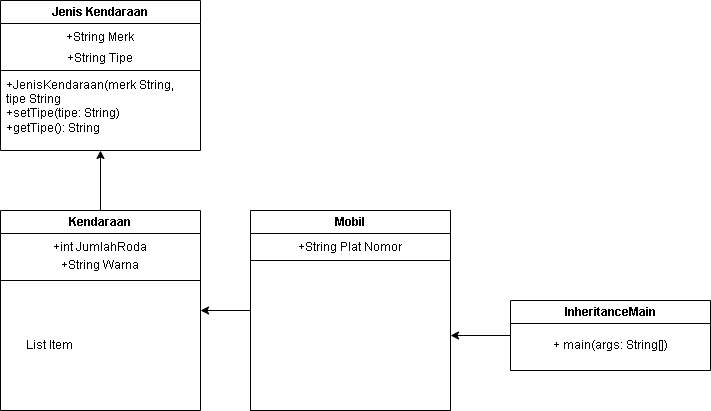 Jenis Kendaraan
+String Merk
+String Tipe
+JenisKendaraan(merk String,
tipe String
+setTipe(tipe: String)
+getTipe(): String
Kendaraan
+int JumlahRoda
+String Warna
List Item
Mobil
+String Plat Nomor
InheritanceMain
+ main(args: String[])